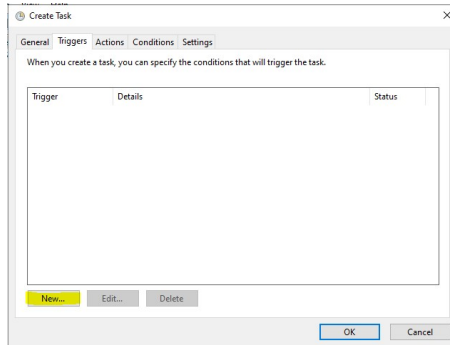 Create Task
General Triggers Actions Conditions Settings
When you create a task, you can specify the conditions that will trigger the task.
Trigger Details Status
New... Edit... Delete
OK Cancel